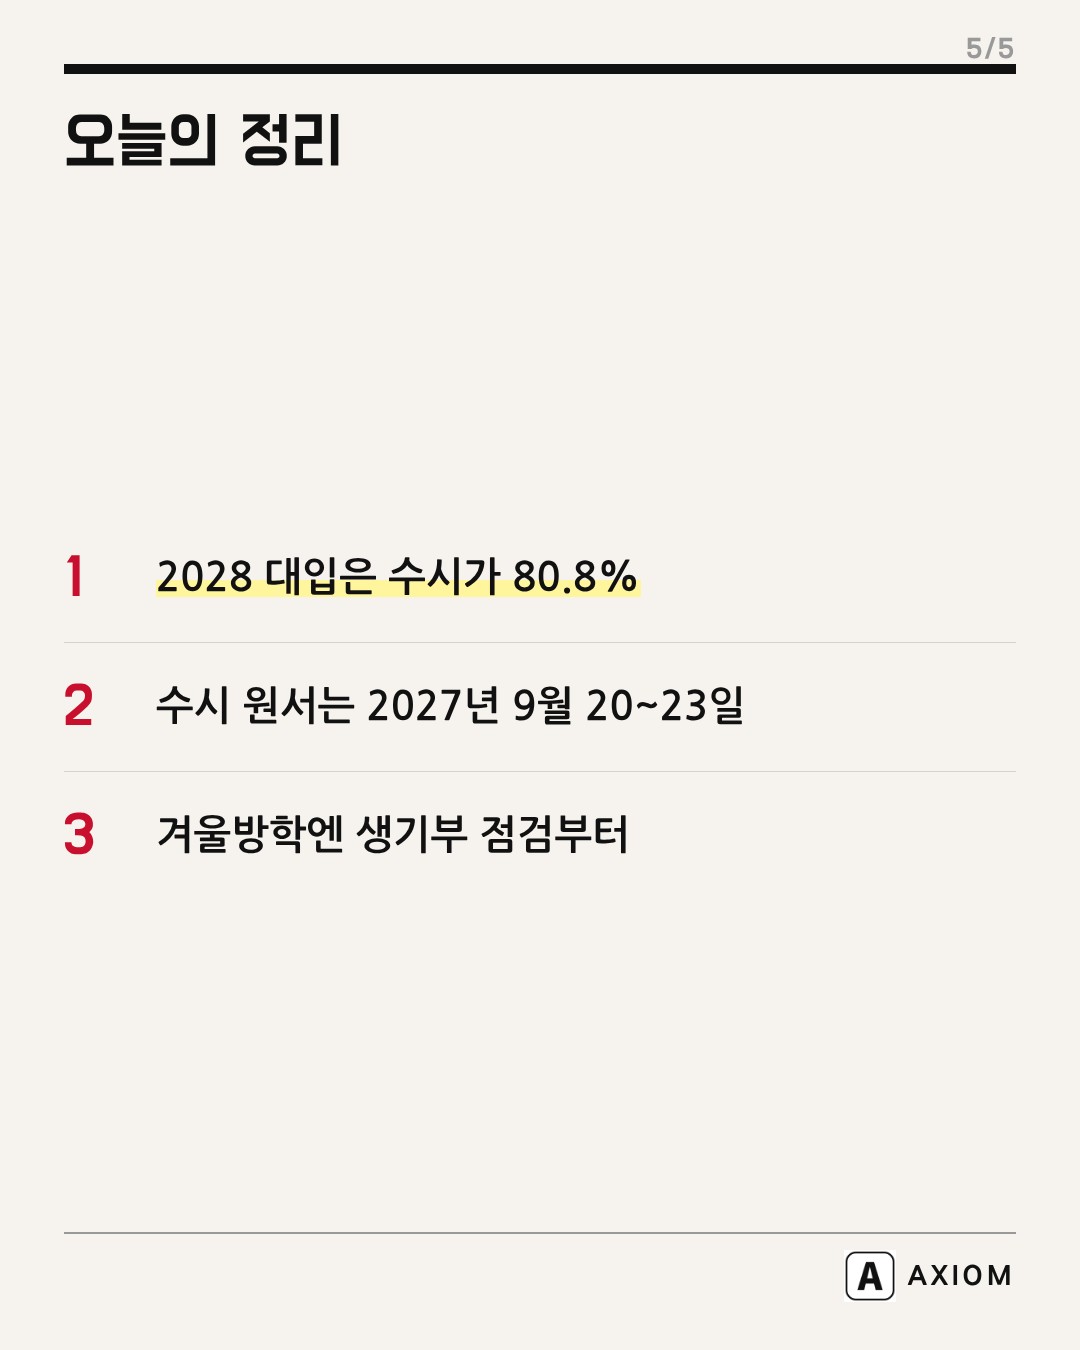 5/5
오늘의 정리
1 2028 대입은 수시가 80.8%
2 수시 원서는 2027년 9월 20~23일
3 겨울방학엔 생기부 점검부터
A AXIOM